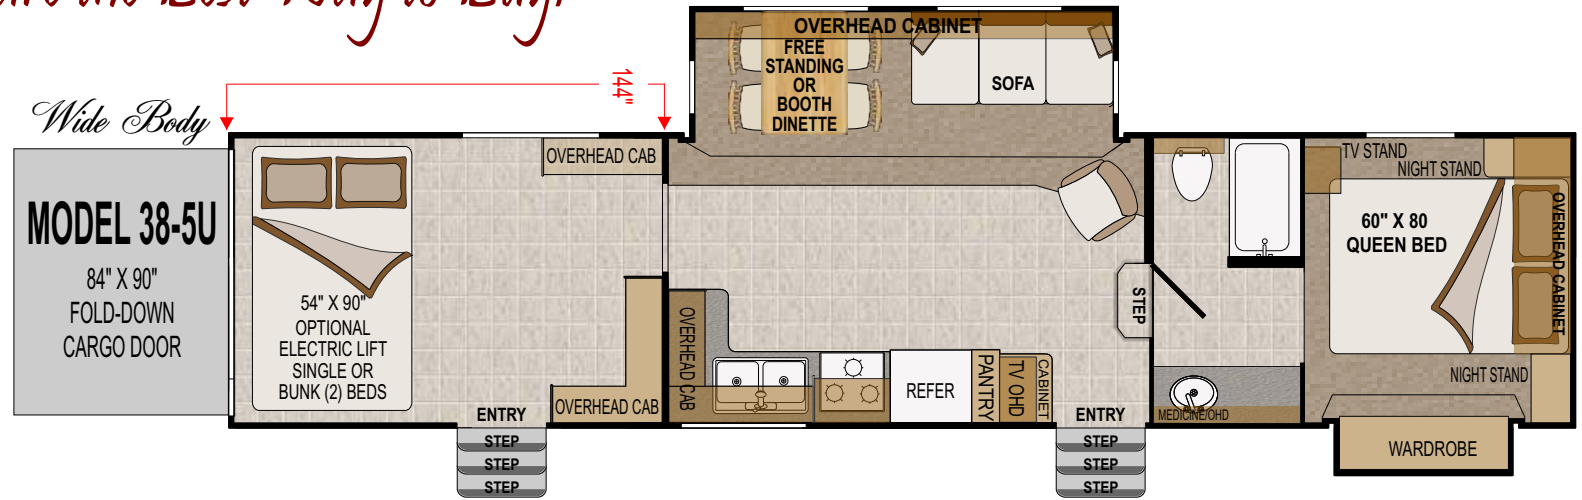 to
Wide Body
144"
MODEL 38-5U
84" X 90"
FOLD-DOWN
CARGO DOOR
54" X 90"
OPTIONAL
ELECTRIC LIFT
SINGLE OR
BUNK (2) BEDS
OVERHEAD CAB
OVERHEAD CAB
ENTRY
STEP
STEP
STEP
OVERHEAD CABINET
FREE
STANDING
OR
BOOTH
DINETTE
SOFA
OVERHEAD CAB
REFER
PANTRY
TV OHD
CABINET
ENTRY
STEP
STEP
STEP
STEP
MEDICINE/OHD
TV STAND
NIGHT STAND
60" X 80
QUEEN BED
OVERHEAD CABINET
NIGHT STAND
WARDROBE